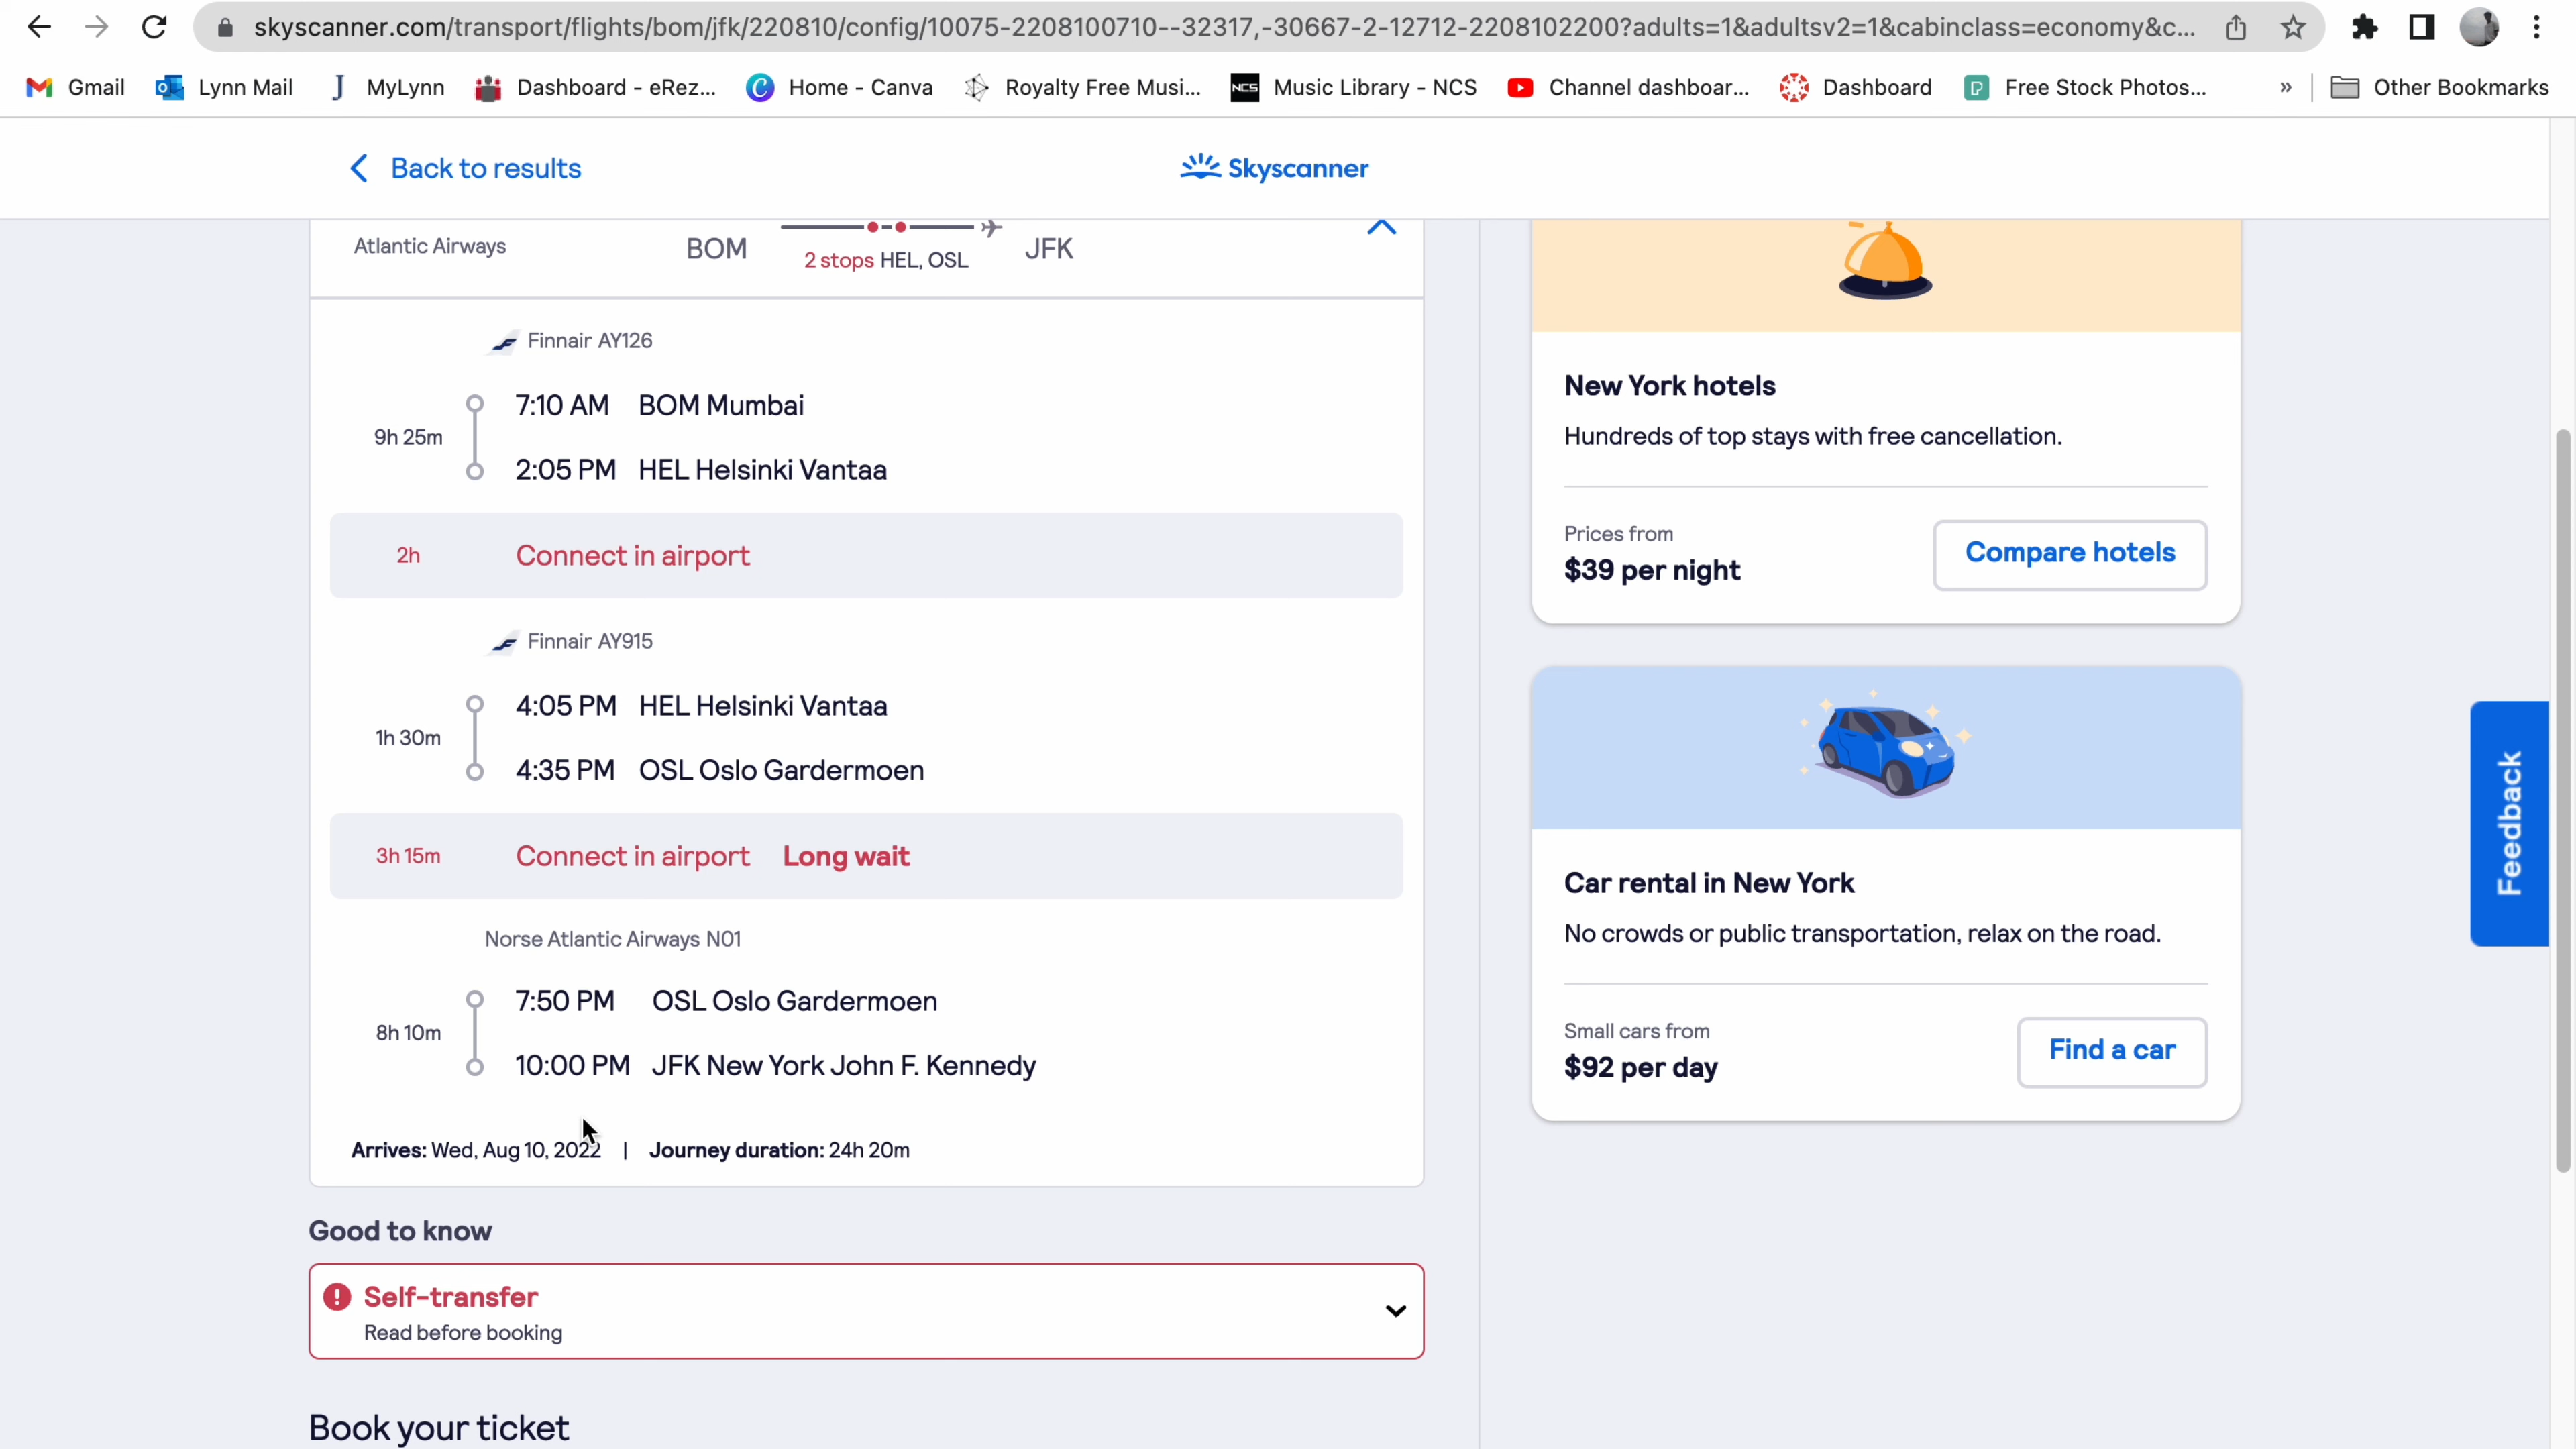 skyscanner.com/transport/flights/bom/jfk/220810/config/10075-2208100710--32317,-30667-2-12712-2208102200?adults=1&adultsv2=1&cabinclass=economy&c...
Gmail Lynn Mail MyLynn Dashboard - eRez... Home - Canva Royalty Free Musi... NCS Music Library - NCS Channel dashboar... Dashboard Free Stock Photos... » Other Bookmarks
Back to results
Skyscanner
Atlantic Airways
BOM
2 stops HEL, OSL
JFK
Finnair AY126
7:10 AM BOM Mumbai
9h 25m
2:05 PM HEL Helsinki Vantaa
2h Connect in airport
Finnair AY915
4:05 PM HEL Helsinki Vantaa
1h 30m
4:35 PM OSL Oslo Gardermoen
3h 15m Connect in airport Long wait
Norse Atlantic Airways N01
7:50 PM OSL Oslo Gardermoen
8h 10m
10:00 PM JFK New York John F. Kennedy
Arrives: Wed, Aug 10, 2022 | Journey duration: 24h 20m
Good to know
Self-transfer
Read before booking
Book your ticket
New York hotels
Hundreds of top stays with free cancellation.
Prices from
$39 per night
Compare hotels
Car rental in New York
No crowds or public transportation, relax on the road.
Small cars from
$92 per day
Find a car
Feedback